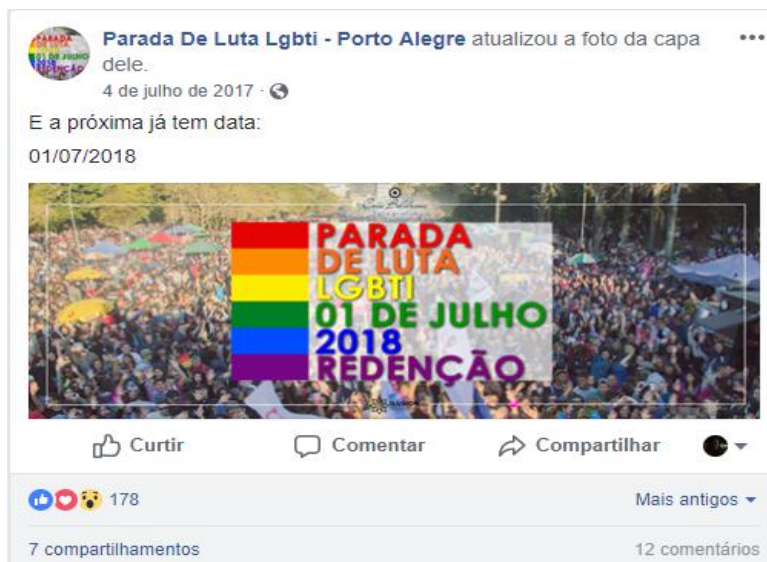 Parada De Luta Lgbti - Porto Alegre atualizou a foto da capa
dele.
4 de julho de 2017
E a próxima já tem data:
01/07/2018
PARADA
DE LUTA
LGBTI
01 DE JULHO
2018
REDENÇÃO
Curtir Comentar Compartilhar
178 Mais antigos
7 compartilhamentos 12 comentários